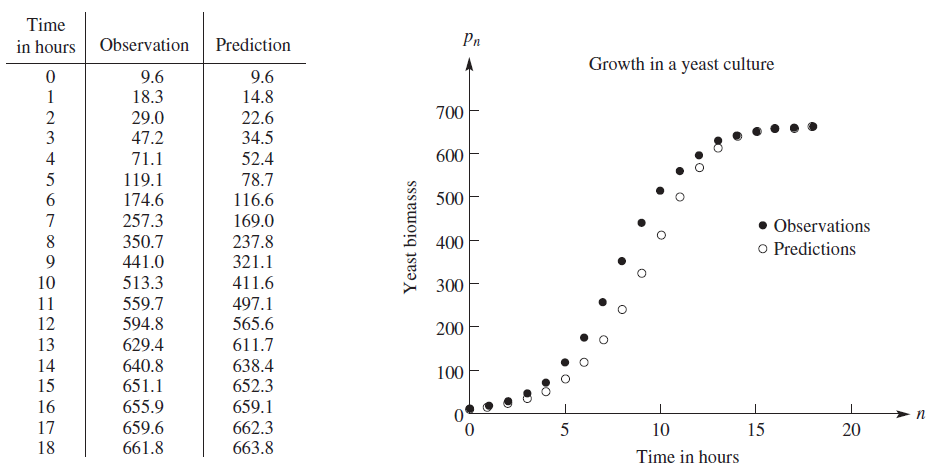 Time
in hours Observation Prediction
0 9.6 9.6
1 18.3 14.8
2 29.0 22.6
3 47.2 34.5
4 71.1 52.4
5 119.1 78.7
6 174.6 116.6
7 257.3 169.0
8 350.7 237.8
9 441.0 321.1
10 513.3 411.6
11 559.7 497.1
12 594.8 565.6
13 629.4 611.7
14 640.8 638.4
15 651.1 652.3
16 655.9 659.1
17 659.6 662.3
18 661.8 663.8
pn
Growth in a yeast culture
700
600
500
400
300
200
100
0
Yeast biomasss
Observations
Predictions
0 5 10 15 20
n
Time in hours